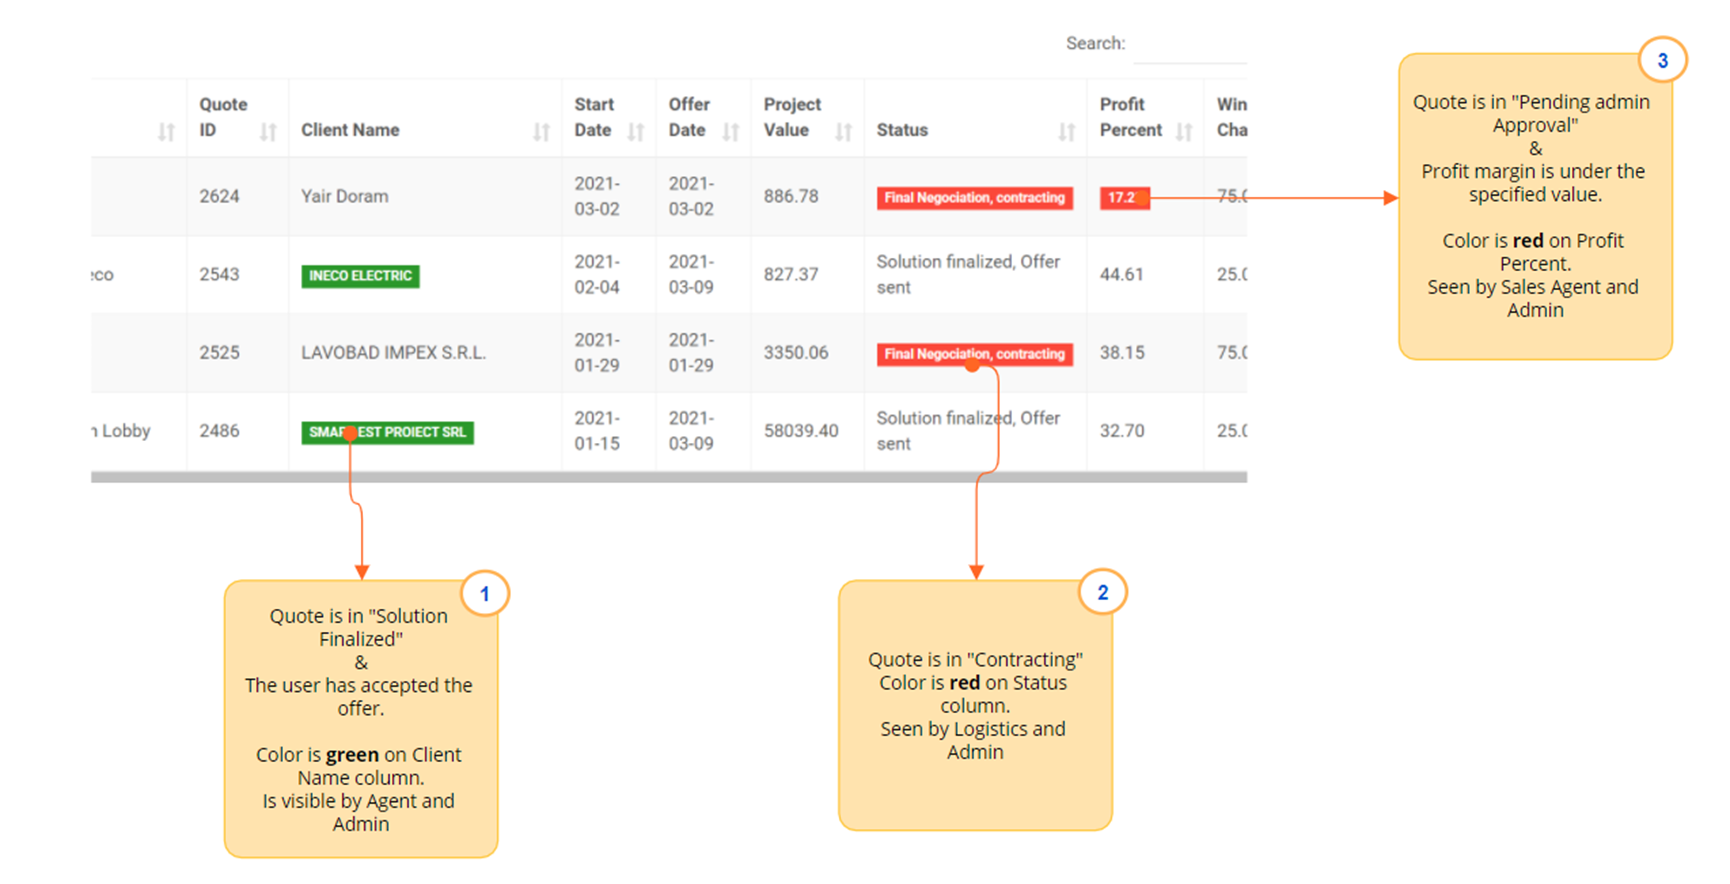 Search:
Quote ID
Client Name
Start Date
Offer Date
Project Value
Status
Profit Percent
Win Cha
2624
Yair Doram
2021-03-02
2021-03-02
886.78
Final Negociation, contracting
17.2
75.0
eco
2543
INECO ELECTRIC
2021-02-04
2021-03-09
827.37
Solution finalized, Offer sent
44.61
25.0
2525
LAVOBAD IMPEX S.R.L.
2021-01-29
2021-01-29
3350.06
Final Negociation, contracting
38.15
75.0
Lobby
2486
EST PROIECT SRL
2021-01-15
2021-03-09
58039.40
Solution finalized, Offer sent
32.70
25.0
3
Quote is in "Pending admin
Approval"
&
Profit margin is under the
specified value.
Color is red on Profit
Percent.
Seen by Sales Agent and
Admin
1
Quote is in "Solution
Finalized"
&
The user has accepted the
offer.
Color is green on Client
Name column.
Is visible by Agent and
Admin
2
Quote is in "Contracting"
Color is red on Status
column.
Seen by Logistics and
Admin